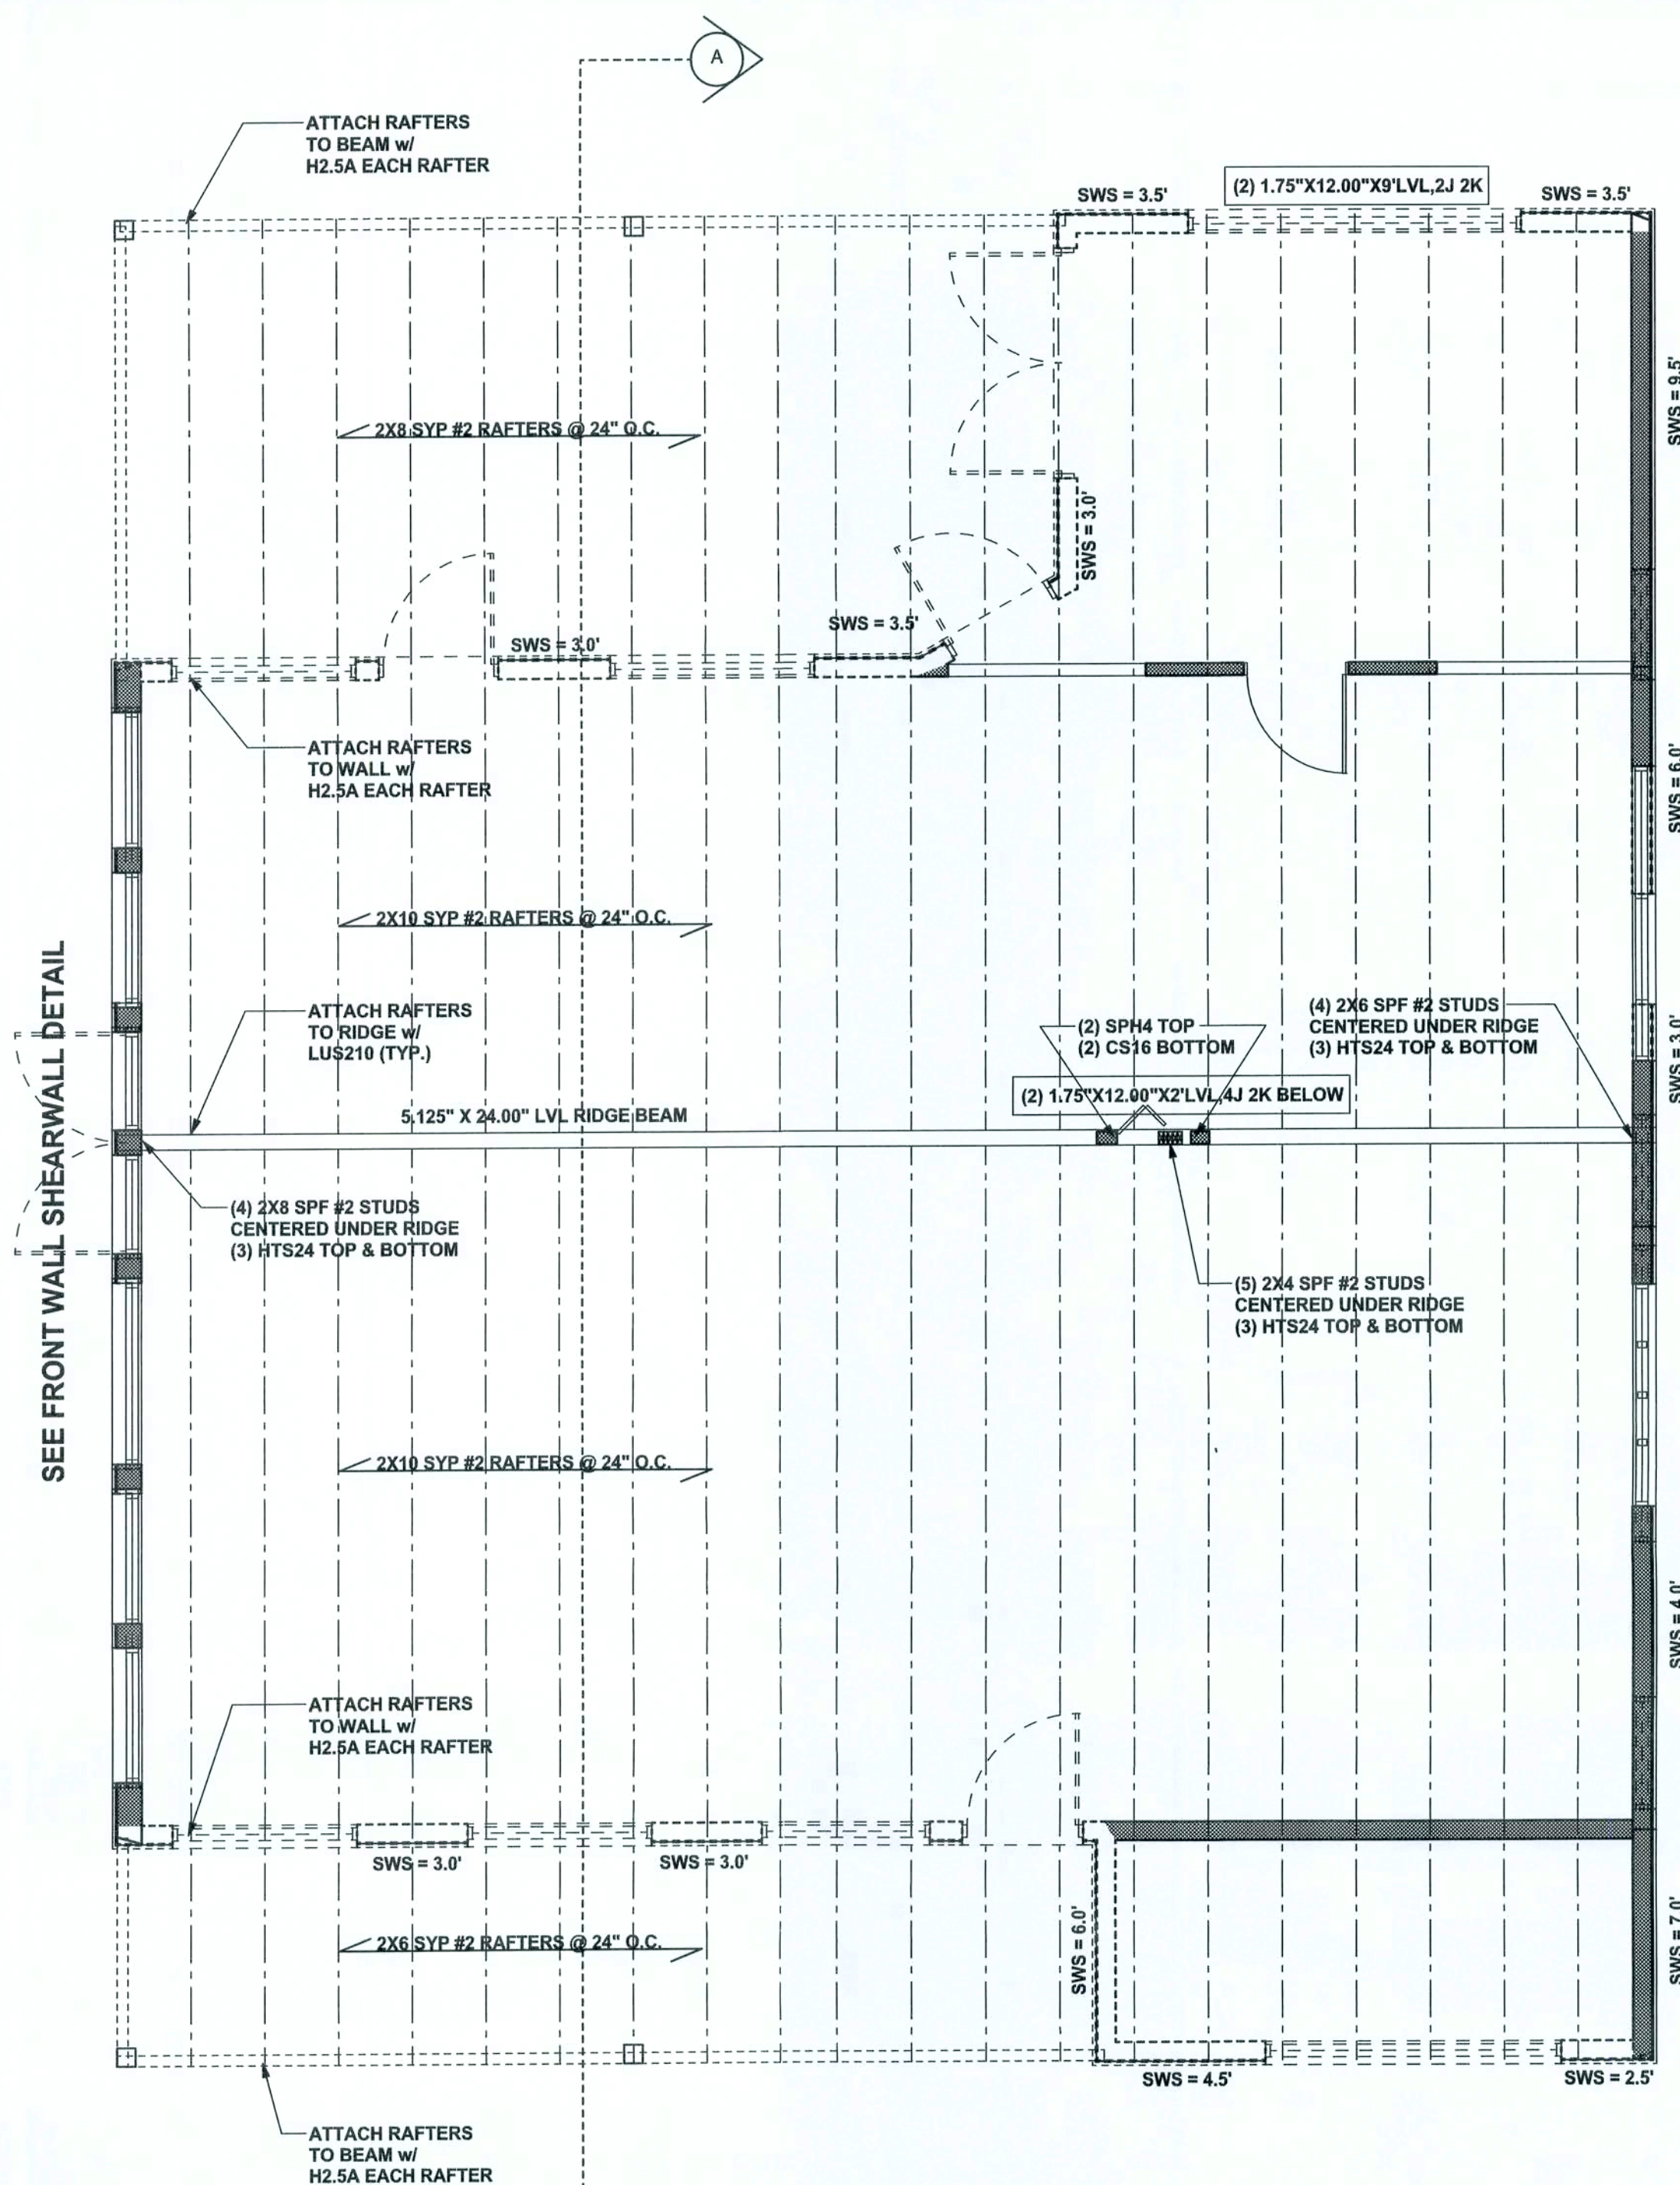 A
ATTACH RAFTERS
TO BEAM w/
H2.5A EACH RAFTER
SWS = 3.5'
(2) 1.75"X12.00"X9'LVL,2J 2K
SWS = 3.5'
SWS = 9.5'
2X8 SYP #2 RAFTERS @ 24" O.C.
SWS = 3.0'
SWS = 3.5'
SWS = 3.0'
ATTACH RAFTERS
TO WALL w/
H2.5A EACH RAFTER
SWS = 6.0'
2X10 SYP #2 RAFTERS @ 24" O.C.
SEE FRONT WALL SHEARWALL DETAIL
ATTACH RAFTERS
TO RIDGE w/
LUS210 (TYP.)
(2) SPH4 TOP
(2) CS16 BOTTOM
(4) 2X6 SPF #2 STUDS
CENTERED UNDER RIDGE
(3) HTS24 TOP & BOTTOM
SWS = 3.0'
(2) 1.75"X12.00"X2'LVL,4J 2K BELOW
5.125" X 24.00" LVL RIDGE BEAM
(4) 2X8 SPF #2 STUDS
CENTERED UNDER RIDGE
(3) HTS24 TOP & BOTTOM
(5) 2X4 SPF #2 STUDS
CENTERED UNDER RIDGE
(3) HTS24 TOP & BOTTOM
2X10 SYP #2 RAFTERS @ 24" O.C.
SWS = 4.0'
ATTACH RAFTERS
TO WALL w/
H2.5A EACH RAFTER
SWS = 3.0'
SWS = 3.0'
SWS = 6.0'
SWS = 7.0'
2X6 SYP #2 RAFTERS @ 24" O.C.
SWS = 4.5'
SWS = 2.5'
ATTACH RAFTERS
TO BEAM w/
H2.5A EACH RAFTER